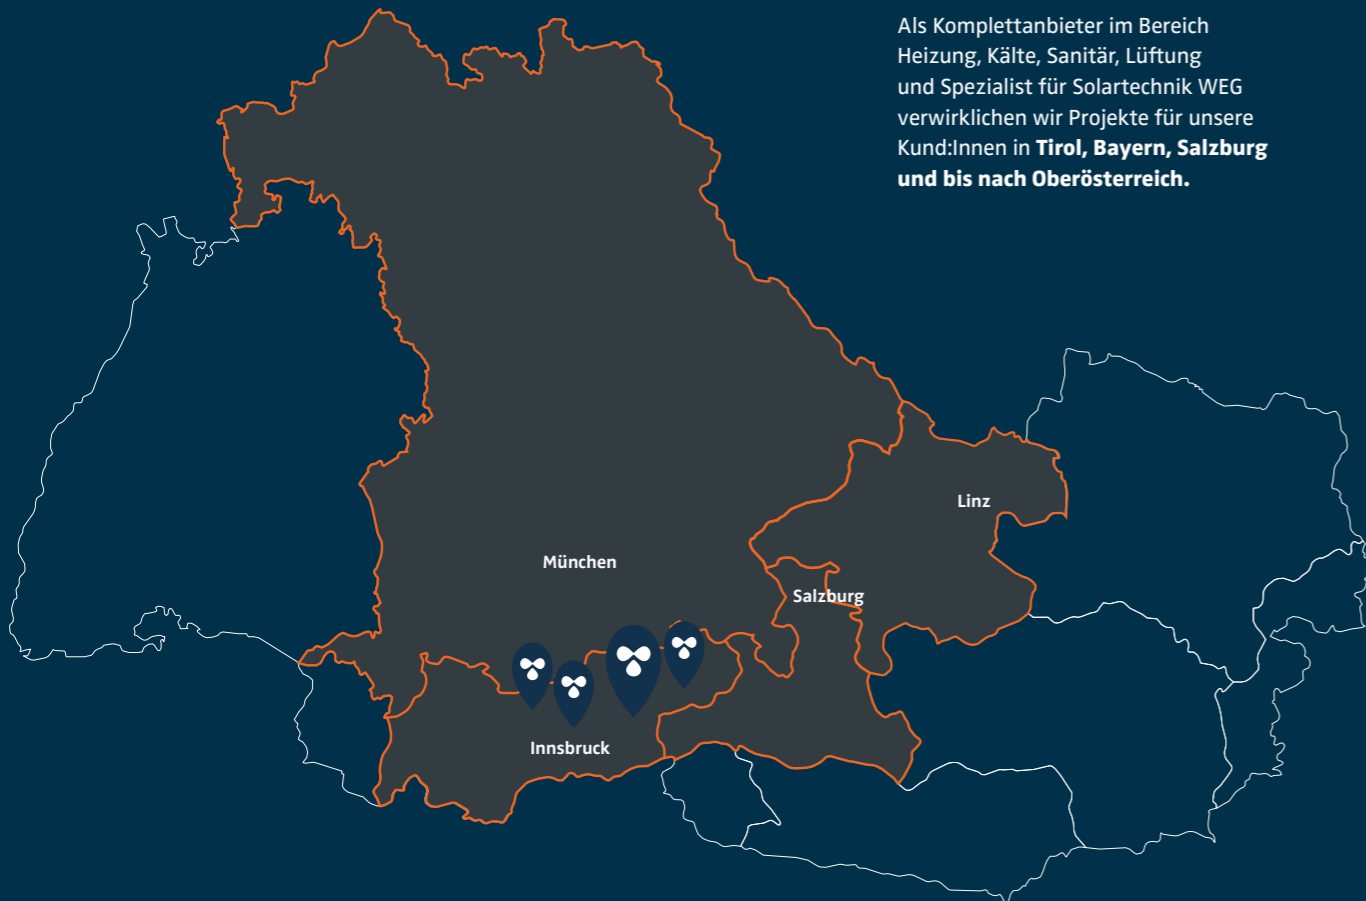 Als Komplettanbieter im Bereich
Heizung, Kälte, Sanitär, Lüftung
und Spezialist für Solartechnik WEG
verwirklichen wir Projekte für unsere
Kund:Innen in Tirol, Bayern, Salzburg
und bis nach Oberösterreich.
Linz
München
Salzburg
Innsbruck